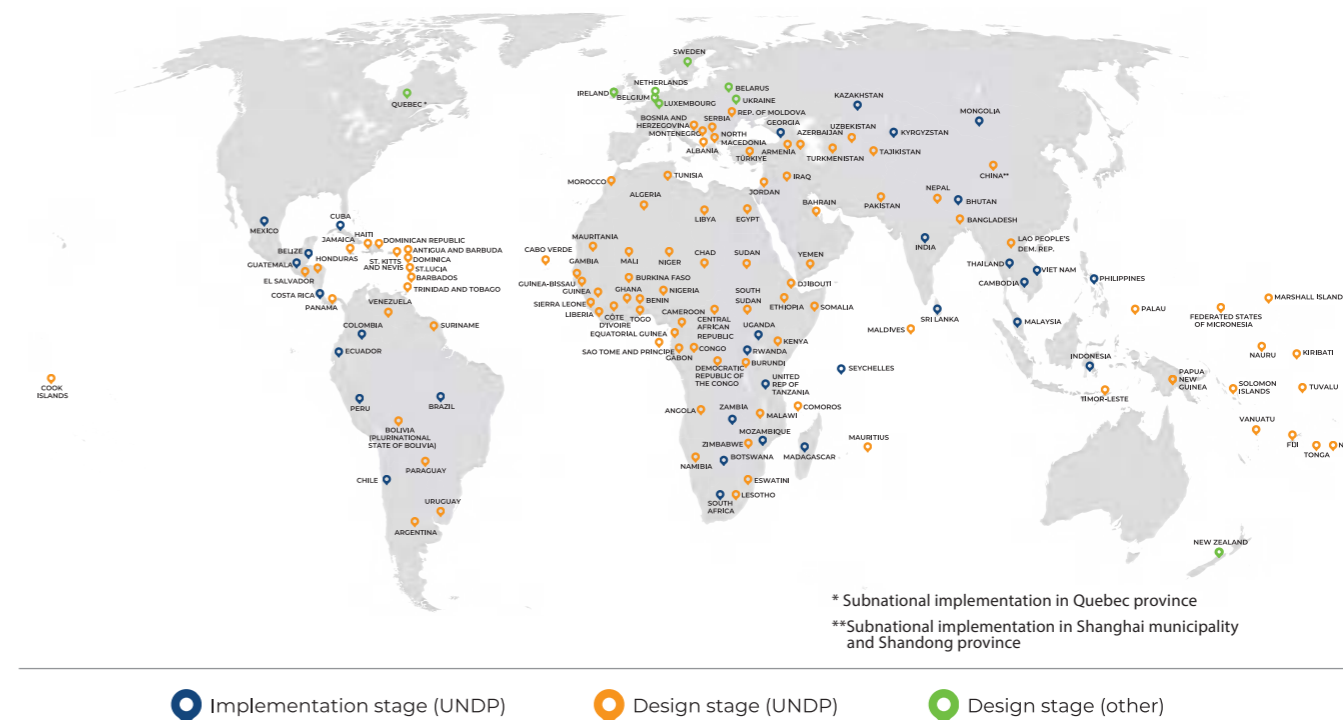 SWEDEN
NETHERLANDS
IRELAND
BELGIUM
LUXEMBOURG
BELARUS
UKRAINE
QUEBEC *
BOSNIA AND
HERZEGOVINA
SERBIA
REP. OF MOLDOVA
MONTENEGRO
NORTH
MACEDONIA
ALBANIA
TÜRKIYE
GEORGIA
ARMENIA
AZERBAIJAN
KAZAKHSTAN
UZBEKISTAN
KYRGYZSTAN
TURKMENISTAN
TAJIKISTAN
MONGOLIA
CHINA**
MOROCCO
TUNISIA
ALGERIA
LIBYA
EGYPT
JORDAN
IRAQ
BAHRAIN
PAKISTAN
NEPAL
BHUTAN
BANGLADESH
INDIA
LAO PEOPLE'S
DEM. REP.
THAILAND
VIET NAM
CAMBODIA
PHILIPPINES
MEXICO
CUBA
HAITI
JAMAICA
DOMINICAN REPUBLIC
BELIZE
HONDURAS
GUATEMALA
EL SALVADOR
ST. KITTS
AND NEVIS
ANTIGUA AND BARBUDA
DOMINICA
ST.LUCIA
BARBADOS
TRINIDAD AND TOBAGO
COSTA RICA
PANAMA
VENEZUELA
COLOMBIA
SURINAME
ECUADOR
PERU
BRAZIL
BOLIVIA
(PLURINATIONAL
STATE OF BOLIVIA)
PARAGUAY
CHILE
URUGUAY
ARGENTINA
COOK
ISLANDS
CABO VERDE
MAURITANIA
GAMBIA
MALI
NIGER
CHAD
SUDAN
YEMEN
GUINEA-BISSAU
GUINEA
BURKINA FASO
GHANA
BENIN
NIGERIA
SIERRA LEONE
LIBERIA
CÔTE
D'IVOIRE
TOGO
CAMEROON
CENTRAL
AFRICAN
REPUBLIC
SOUTH
SUDAN
DJIBOUTI
ETHIOPIA
SOMALIA
EQUATORIAL GUINEA
SAO TOME AND PRINCIPE
GABON
CONGO
DEMOCRATIC
REPUBLIC OF
THE CONGO
UGANDA
KENYA
RWANDA
BURUNDI
UNITED
REP OF
TANZANIA
SEYCHELLES
MALDIVES
SRI LANKA
MALAYSIA
INDONESIA
TIMOR-LESTE
PALAU
FEDERATED STATES
OF MICRONESIA
MARSHALL ISLAND
NAURU
KIRIBATI
PAPUA
NEW
GUINEA
SOLOMON
ISLANDS
TUVALU
VANUATU
FIJI
TONGA
N
ANGOLA
ZAMBIA
MALAWI
COMOROS
MOZAMBIQUE
ZIMBABWE
BOTSWANA
NAMIBIA
MADAGASCAR
MAURITIUS
ESWATINI
LESOTHO
SOUTH
AFRICA
NEW ZEALAND
* Subnational implementation in Quebec province
**Subnational implementation in Shanghai municipality
and Shandong province
Implementation stage (UNDP)
Design stage (UNDP)
Design stage (other)